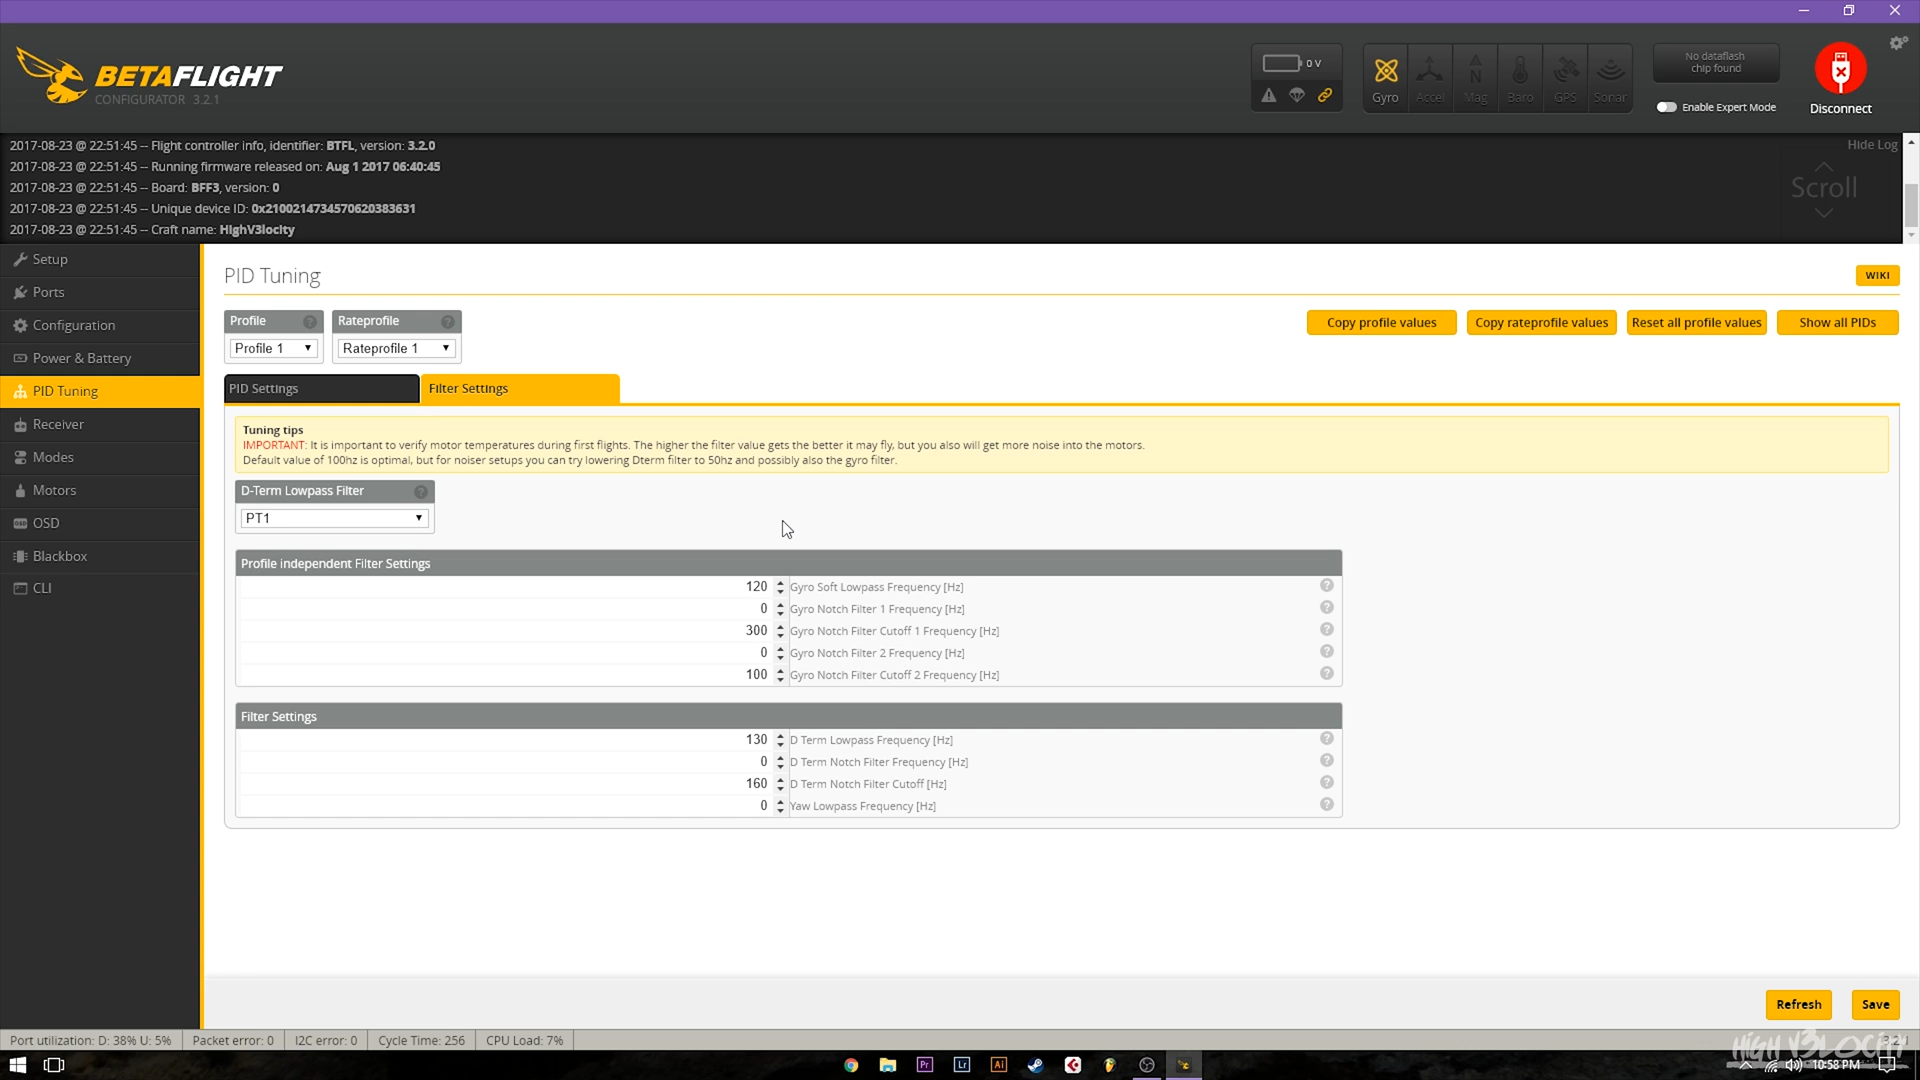 BETAFLIGHT
CONFIGURATOR 3.2.1
0 V
Gyro
Accel
Mag
Baro
GPS
Sonar
No dataflash
chip found
Enable Expert Mode
Disconnect
2017-08-23 @ 22:51:45 -- Flight controller info, identifier: BTFL, version: 3.2.0
2017-08-23 @ 22:51:45 -- Running firmware released on: Aug 1 2017 06:40:45
2017-08-23 @ 22:51:45 -- Board: BFF3, version: 0
2017-08-23 @ 22:51:45 -- Unique device ID: 0x2100214734570620383631
2017-08-23 @ 22:51:45 -- Craft name: HighV3locity
Hide Log
Scroll
Setup
Ports
Configuration
Power & Battery
PID Tuning
Receiver
Modes
Motors
OSD
Blackbox
CLI
PID Tuning
WIKI
Profile
Rateprofile
Profile 1
Rateprofile 1
Copy profile values
Copy rateprofile values
Reset all profile values
Show all PIDs
PID Settings
Filter Settings
Tuning tips
IMPORTANT: It is important to verify motor temperatures during first flights. The higher the filter value gets the better it may fly, but you also will get more noise into the motors.
Default value of 100hz is optimal, but for noiser setups you can try lowering Dterm filter to 50hz and possibly also the gyro filter.
D-Term Lowpass Filter
PT1
Profile independent Filter Settings
120 Gyro Soft Lowpass Frequency [Hz]
0 Gyro Notch Filter 1 Frequency [Hz]
300 Gyro Notch Filter Cutoff 1 Frequency [Hz]
0 Gyro Notch Filter 2 Frequency [Hz]
100 Gyro Notch Filter Cutoff 2 Frequency [Hz]
Filter Settings
130 D Term Lowpass Frequency [Hz]
0 D Term Notch Filter Frequency [Hz]
160 D Term Notch Filter Cutoff [Hz]
0 Yaw Lowpass Frequency [Hz]
Refresh
Save
Port utilization: D: 38% U: 5%
Packet error: 0
I2C error: 0
Cycle Time: 256
CPU Load: 7%
HIGH V3LOCITY
Pr
Lr
Ai
10:58 PM